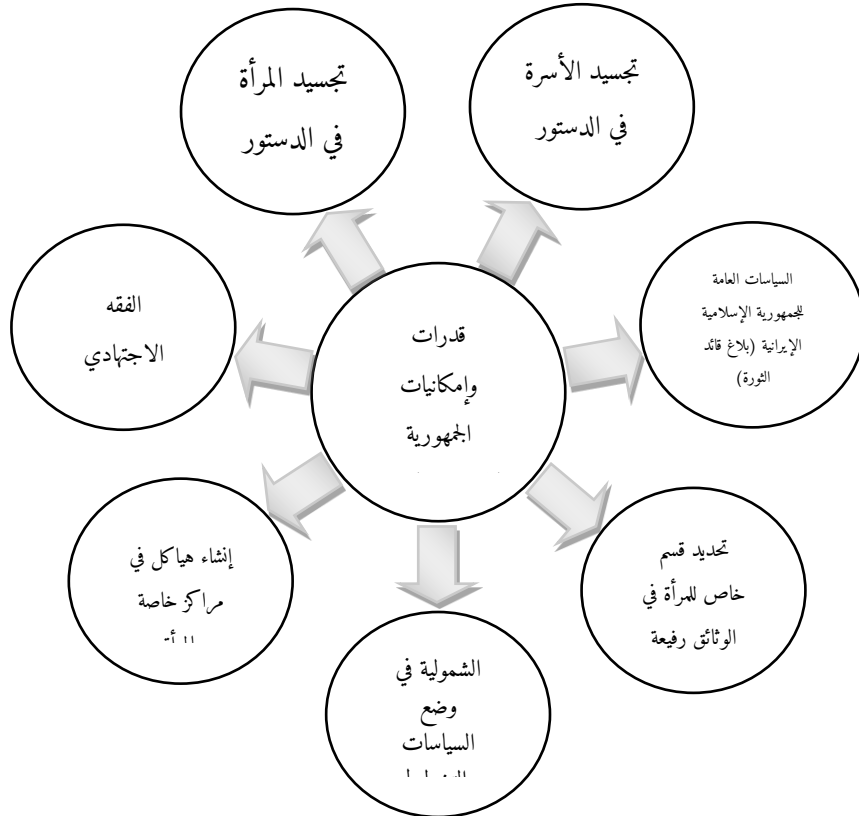 تجسيد المرأة
في الدستور
تجسيد الأسرة
في الدستور
السياسات العامة
للجمهورية الإسلامية
الإيرانية (بلاغ قائد
الثورة)
الفقه
الاجتهادي
قدرات
وإمكانيات
الجمهورية
إنشاء هياكل في
مراكز خاصة
تحديد قسم
خاص للمرأة في
الوثائق رفيعة
الشمولية في
وضع
السياسات